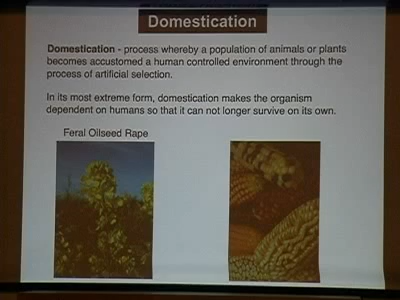 Domestication
Domestication - process whereby a population of animals or plants
becomes accustomed a human controlled environment through the
process of artificial selection.
In its most extreme form, domestication makes the organism
dependent on humans so that it can not longer survive on its own.
Feral Oilseed Rape